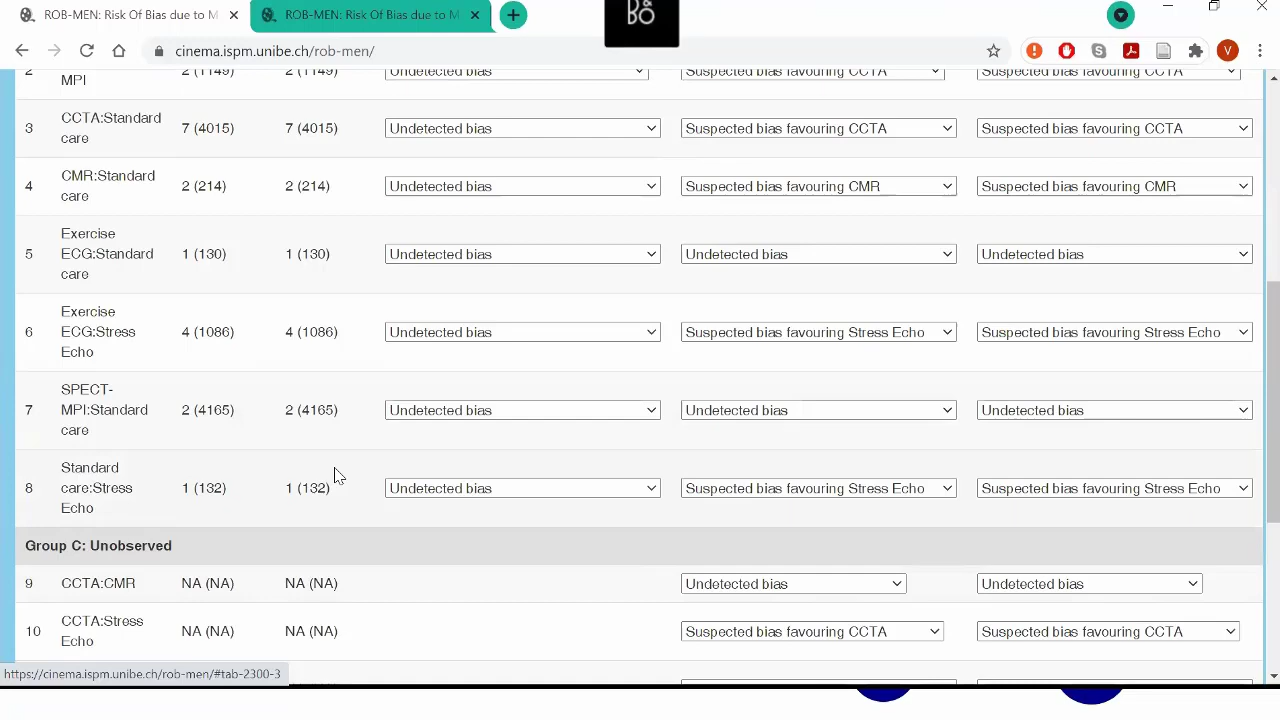 ROB-MEN: Risk Of Bias due to M
ROB-MEN: Risk Of Bias due to M
B&O
cinema.ispm.unibe.ch/rob-men/
V
2 MPI 2 (1149) 2 (1149) Undetected bias Suspected bias favouring CCTA Suspected bias favouring CCTA
CCTA:Standard
3 care 7 (4015) 7 (4015) Undetected bias Suspected bias favouring CCTA Suspected bias favouring CCTA
CMR:Standard
4 care 2 (214) 2 (214) Undetected bias Suspected bias favouring CMR Suspected bias favouring CMR
Exercise
5 ECG:Standard 1 (130) 1 (130) Undetected bias Undetected bias Undetected bias
care
Exercise
6 ECG:Stress 4 (1086) 4 (1086) Undetected bias Suspected bias favouring Stress Echo Suspected bias favouring Stress Echo
Echo
SPECT-
7 MPI:Standard 2 (4165) 2 (4165) Undetected bias Undetected bias Undetected bias
care
Standard
8 care:Stress 1 (132) 1 (132) Undetected bias Suspected bias favouring Stress Echo Suspected bias favouring Stress Echo
Echo
Group C: Unobserved
9 CCTA:CMR NA (NA) NA (NA) Undetected bias Undetected bias
CCTA:Stress
10 Echo NA (NA) NA (NA) Suspected bias favouring CCTA Suspected bias favouring CCTA
https://cinema.ispm.unibe.ch/rob-men/#tab-2300-3